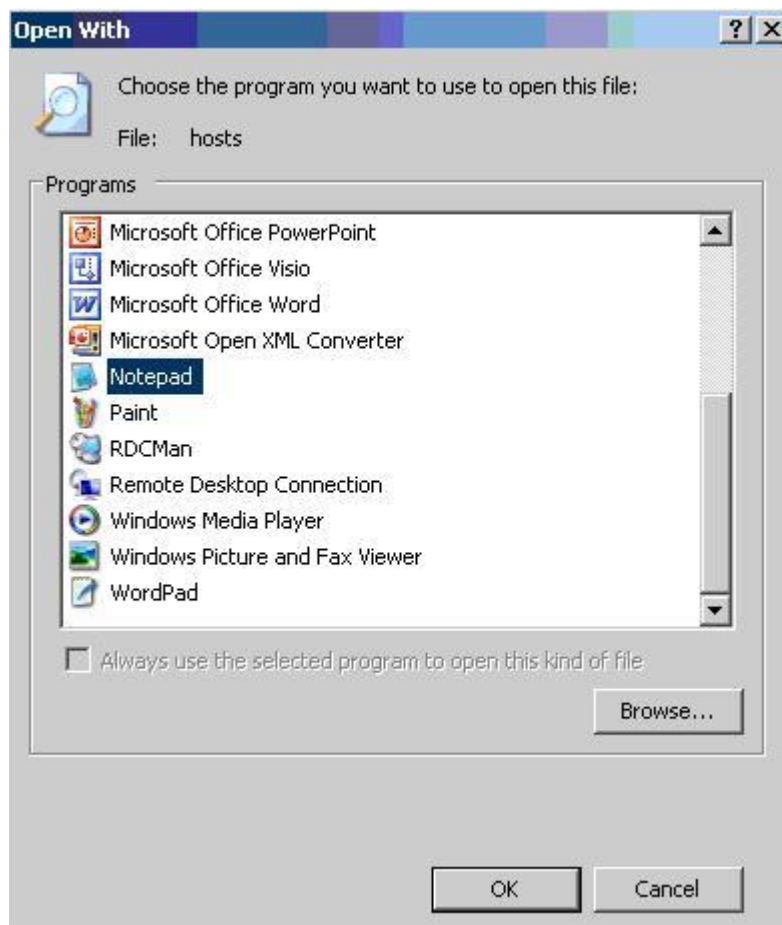 Open With
Choose the program you want to use to open this file:
File: hosts
Programs
Microsoft Office PowerPoint
Microsoft Office Visio
Microsoft Office Word
Microsoft Open XML Converter
Notepad
Paint
RDCMan
Remote Desktop Connection
Windows Media Player
Windows Picture and Fax Viewer
WordPad
Always use the selected program to open this kind of file
Browse...
OK Cancel